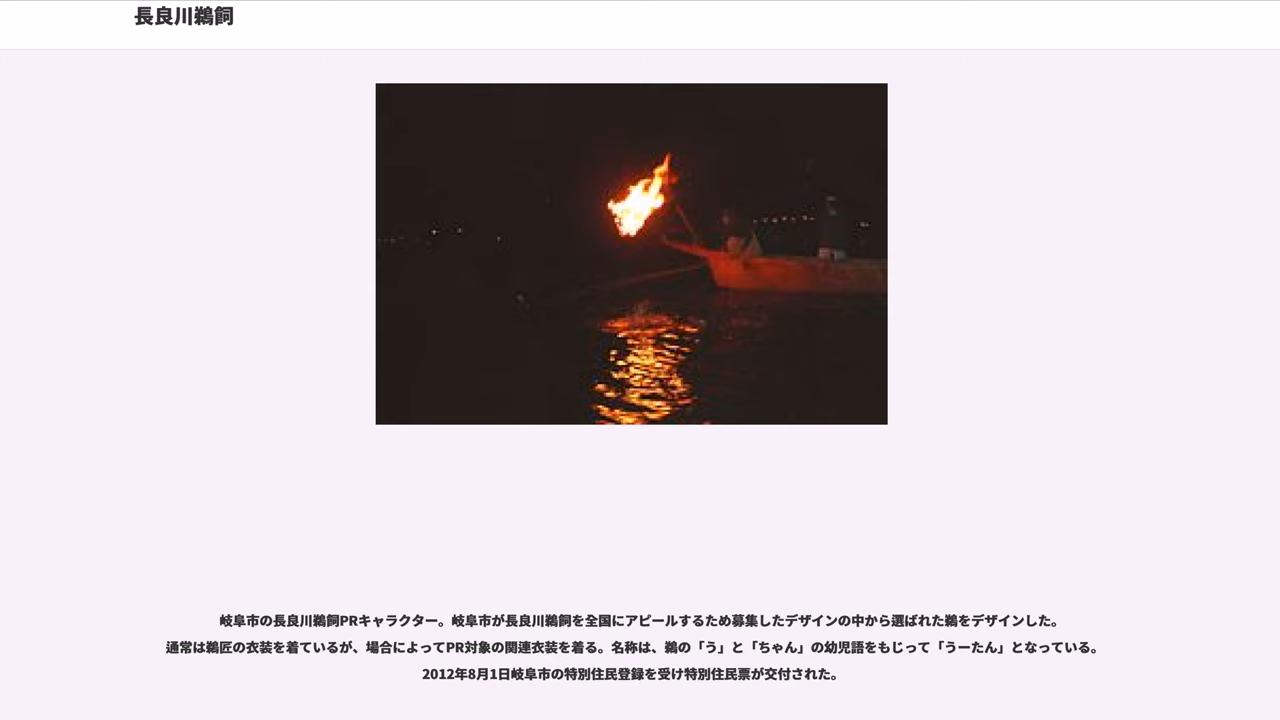 長良川鵜飼
岐阜市の長良川鵜飼PRキャラクター。岐阜市が長良川鵜飼を全国にアピールするため募集したデザインの中から選ばれた鵜をデザインした。
通常は鵜匠の衣装を着ているが、場合によってPR対象の関連衣装を着る。名称は、鵜の「う」と「ちゃん」の幼児語をもじって「うーたん」となっている。
2012年8月1日岐阜市の特別住民登録を受け特別住民票が交付された。